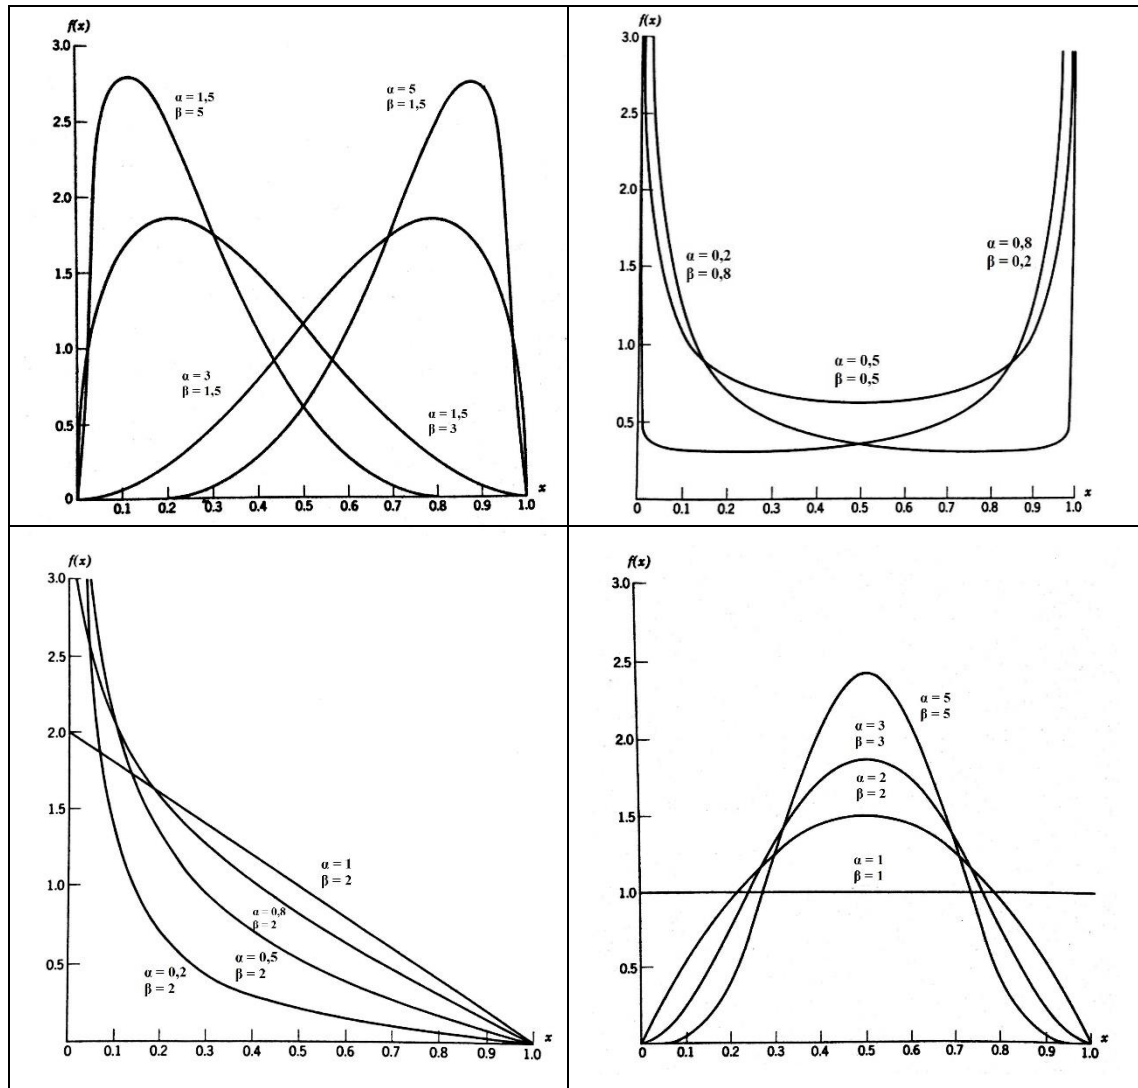 f(x)
3.0
2.5
2.0
1.5
1.0
0.5
0
α = 1,5
β = 5
α = 5
β = 1,5
α = 3
β = 1,5
α = 1,5
β = 3
0.1 0.2 0.3 0.4 0.5 0.6 0.7 0.8 0.9 1.0 x
f(x)
3.0
2.5
2.0
1.5
1.0
0.5
α = 0,2
β = 0,8
α = 0,8
β = 0,2
α = 0,5
β = 0,5
0 0.1 0.2 0.3 0.4 0.5 0.6 0.7 0.8 0.9 1.0 x
f(x)
3.0
2.5
2.0
1.5
1.0
0.5
α = 1
β = 2
α = 0,8
β = 2
α = 0,5
β = 2
α = 0,2
β = 2
0 0.1 0.2 0.3 0.4 0.5 0.6 0.7 0.8 0.9 1.0 x
f(x)
3.0
2.5
2.0
1.5
1.0
0.5
α = 5
β = 5
α = 3
β = 3
α = 2
β = 2
α = 1
β = 1
0 0.1 0.2 0.3 0.4 0.5 0.6 0.7 0.8 0.9 1.0 x